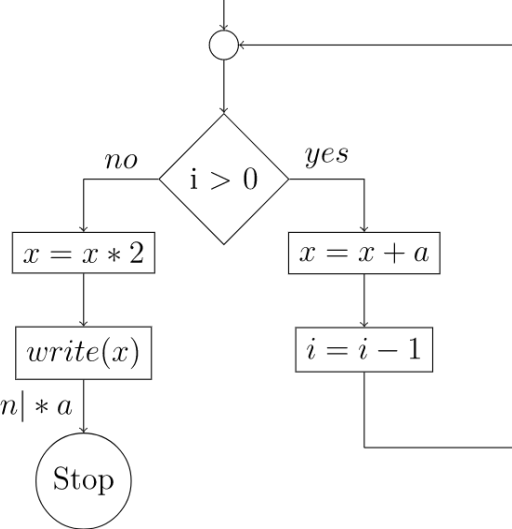 no
yes
i > 0
x = x ∗ 2
x = x + a
write(x)
i = i − 1
n| ∗ a
Stop